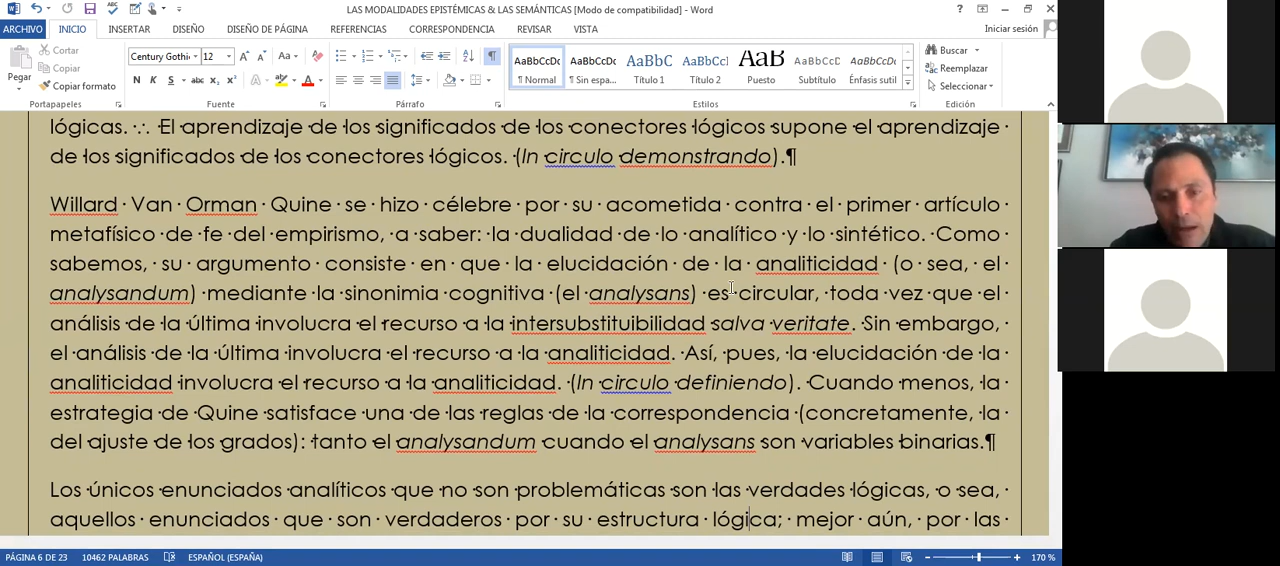 LAS MODALIDADES EPISTÉMICAS & LAS SEMÁNTICAS [Modo de compatibilidad] - Word
ARCHIVO INICIO INSERTAR DISEÑO DISEÑO DE PÁGINA REFERENCIAS CORRESPONDENCIA REVISAR VISTA Iniciar sesión
Pegar
Cortar
Copiar
Copiar formato
Portapapeles
Century Gothi 12
N K S abc x₂ x²
Fuente
Párrafo
AaBbCcDc AaBbCcDc AaBbC AaBbCcD AaB AaBbCcD AaBbCcDc
¶ Normal ¶ Sin espa... Título 1 Título 2 Puesto Subtítulo Énfasis sutil
Estilos
Buscar
Reemplazar
Seleccionar
Edición
lógicas. ∵ El aprendizaje de los significados de los conectores lógicos supone el aprendizaje
de los significados de los conectores lógicos. (In circulo demonstrando).¶
Willard Van Orman Quine se hizo célebre por su acometida contra el primer artículo
metafísico de fe del empirismo, a saber: la dualidad de lo analítico y lo sintético. Como
sabemos, su argumento consiste en que la elucidación de la analiticidad (o sea, el
analysandum) mediante la sinonimia cognitiva (el analysans) es circular, toda vez que el
análisis de la última involucra el recurso a la intersubstituibilidad salva veritate. Sin embargo,
el análisis de la última involucra el recurso a la analiticidad. Así, pues, la elucidación de la
analiticidad involucra el recurso a la analiticidad. (In circulo definiendo). Cuando menos, la
estrategia de Quine satisface una de las reglas de la correspondencia (concretamente, la
del ajuste de los grados): tanto el analysandum cuando el analysans son variables binarias.¶
Los únicos enunciados analíticos que no son problemáticas son las verdades lógicas, o sea,
aquellos enunciados que son verdaderos por su estructura lógica; mejor aún, por las
PÁGINA 6 DE 23 10462 PALABRAS ESPAÑOL (ESPAÑA) 170 %